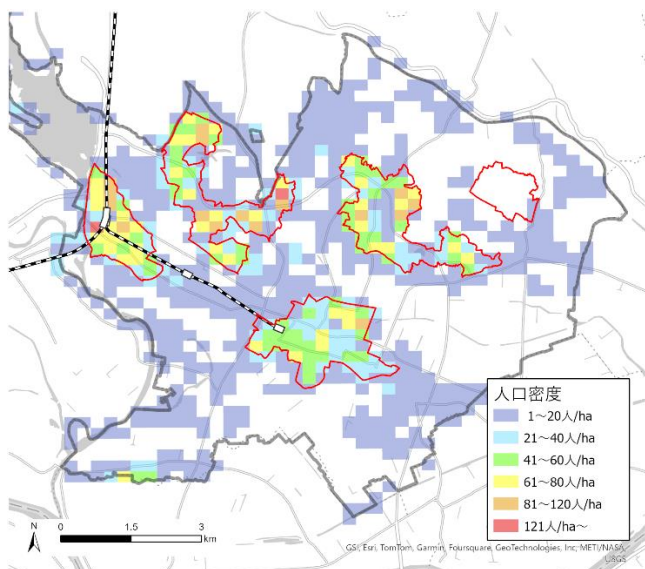 人口密度
1～20人/ha
21～40人/ha
41～60人/ha
61～80人/ha
81～120人/ha
121人/ha～
N
0 1.5 3
km
GSI, Esri, TomTom, Garmin, Foursquare, GeoTechnologies, Inc, METI/NASA,
USGS